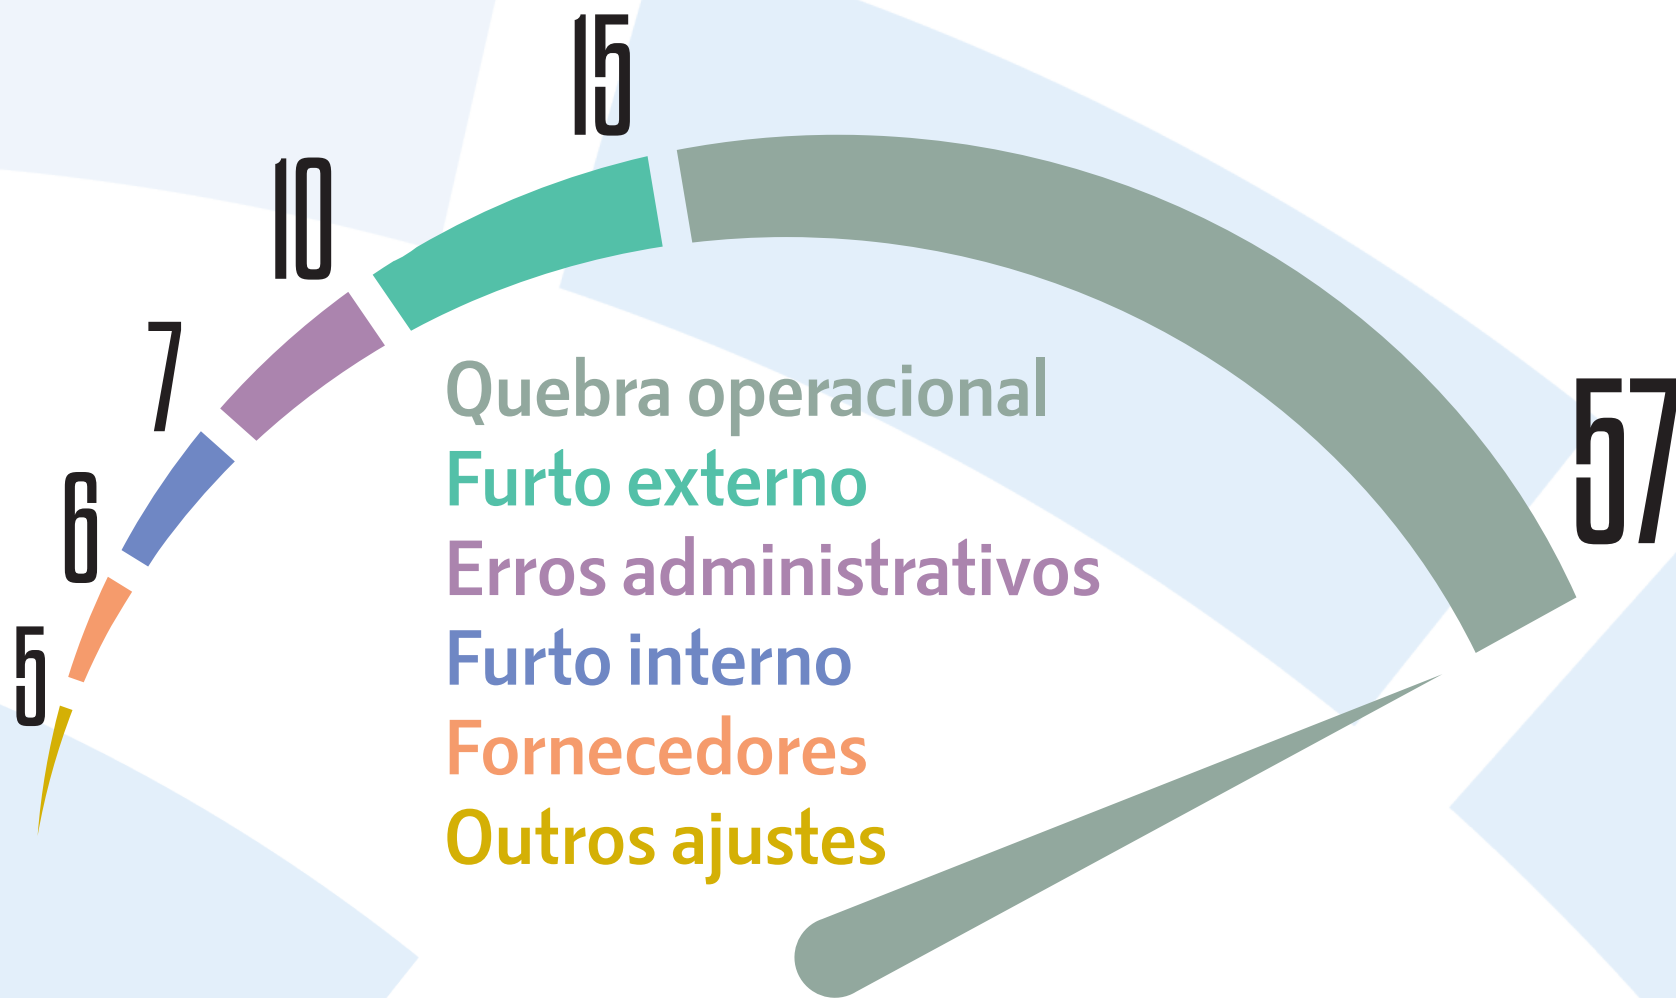 15
10
7
6
5
57
Quebra operacional
Furto externo
Erros administrativos
Furto interno
Fornecedores
Outros ajustes